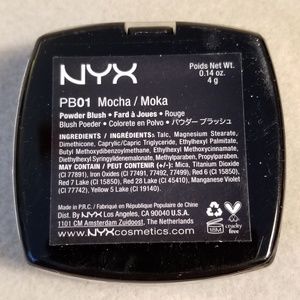 NYX
Poids Net Wt.
0.14 oz.
4 g
PB01 Mocha / Moka
Powder Blush • Fard à Joues • Rouge
Blush Poeder • Colorete en Polvo • パウダー ブラッシュ
INGREDIENTS / INGRÉDIENTS: Talc, Magnesium Stearate,
Dimethicone, Caprylic/Capric Triglyceride, Ethylhexyl Palmitate,
Butyl Methoxydibenzoylmethane, Ethylhexyl Methoxycinnamate,
Diethylhexyl Syringylidenemalonate, Methylparaben, Propylparaben.
MAY CONTAIN / PEUT CONTENIR (+/-): Mica, Titanium Dioxide
(CI 77891), Iron Oxides (CI 77491, 77492, 77499), Red 6 (CI 15850),
Red 7 Lake (CI 15850), Red 28 Lake (CI 45410), Manganese Violet
(CI 77742), Yellow 5 Lake (CI 19140).
Made in P.R.C. / Fabriqué en République Populaire de Chine
Dist. By NYX Los Angeles, CA 90040 U.S.A.
1101 CM Amsterdam Zuidoost, The Netherlands
www.NYXcosmetics.com
18M
cruelty
free